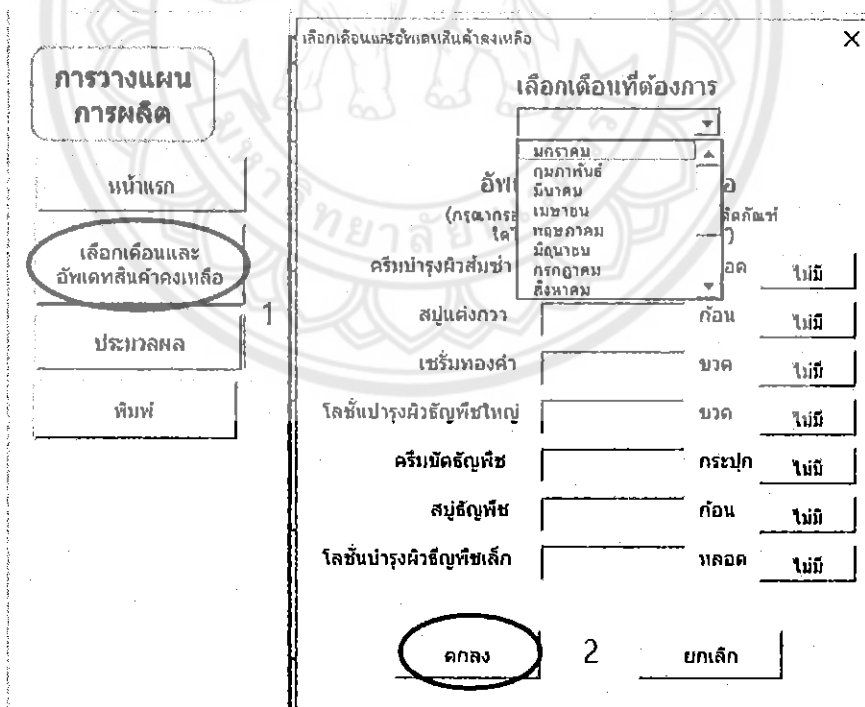 การวางแผน
การผลิต
หน้าแรก
เลือกเดือนและ
อัพเดทสินค้าคงเหลือ
1
ประมวลผล
พิมพ์
เลือกเดือนและอัพเดทสินค้าคงเหลือ
×
เลือกเดือนที่ต้องการ
มกราคม
กุมภาพันธ์
มีนาคม
เมษายน
พฤษภาคม
มิถุนายน
กรกฎาคม
สิงหาคม
ครีมบำรุงผิวส้มซ่า
ไม่มี
สบู่แตงกวา ก้อน ไม่มี
เซรั่มทองคำ ขวด ไม่มี
โลชั่นบำรุงผิวธัญพืชใหญ่ ขวด ไม่มี
ครีมขัดธัญพืช กระปุก ไม่มี
สบู่ธัญพืช ก้อน ไม่มี
โลชั่นบำรุงผิวธัญพืชเล็ก หลอด ไม่มี
ตกลง 2 ยกเลิก
มหาวิทยาลัยนเรศวร